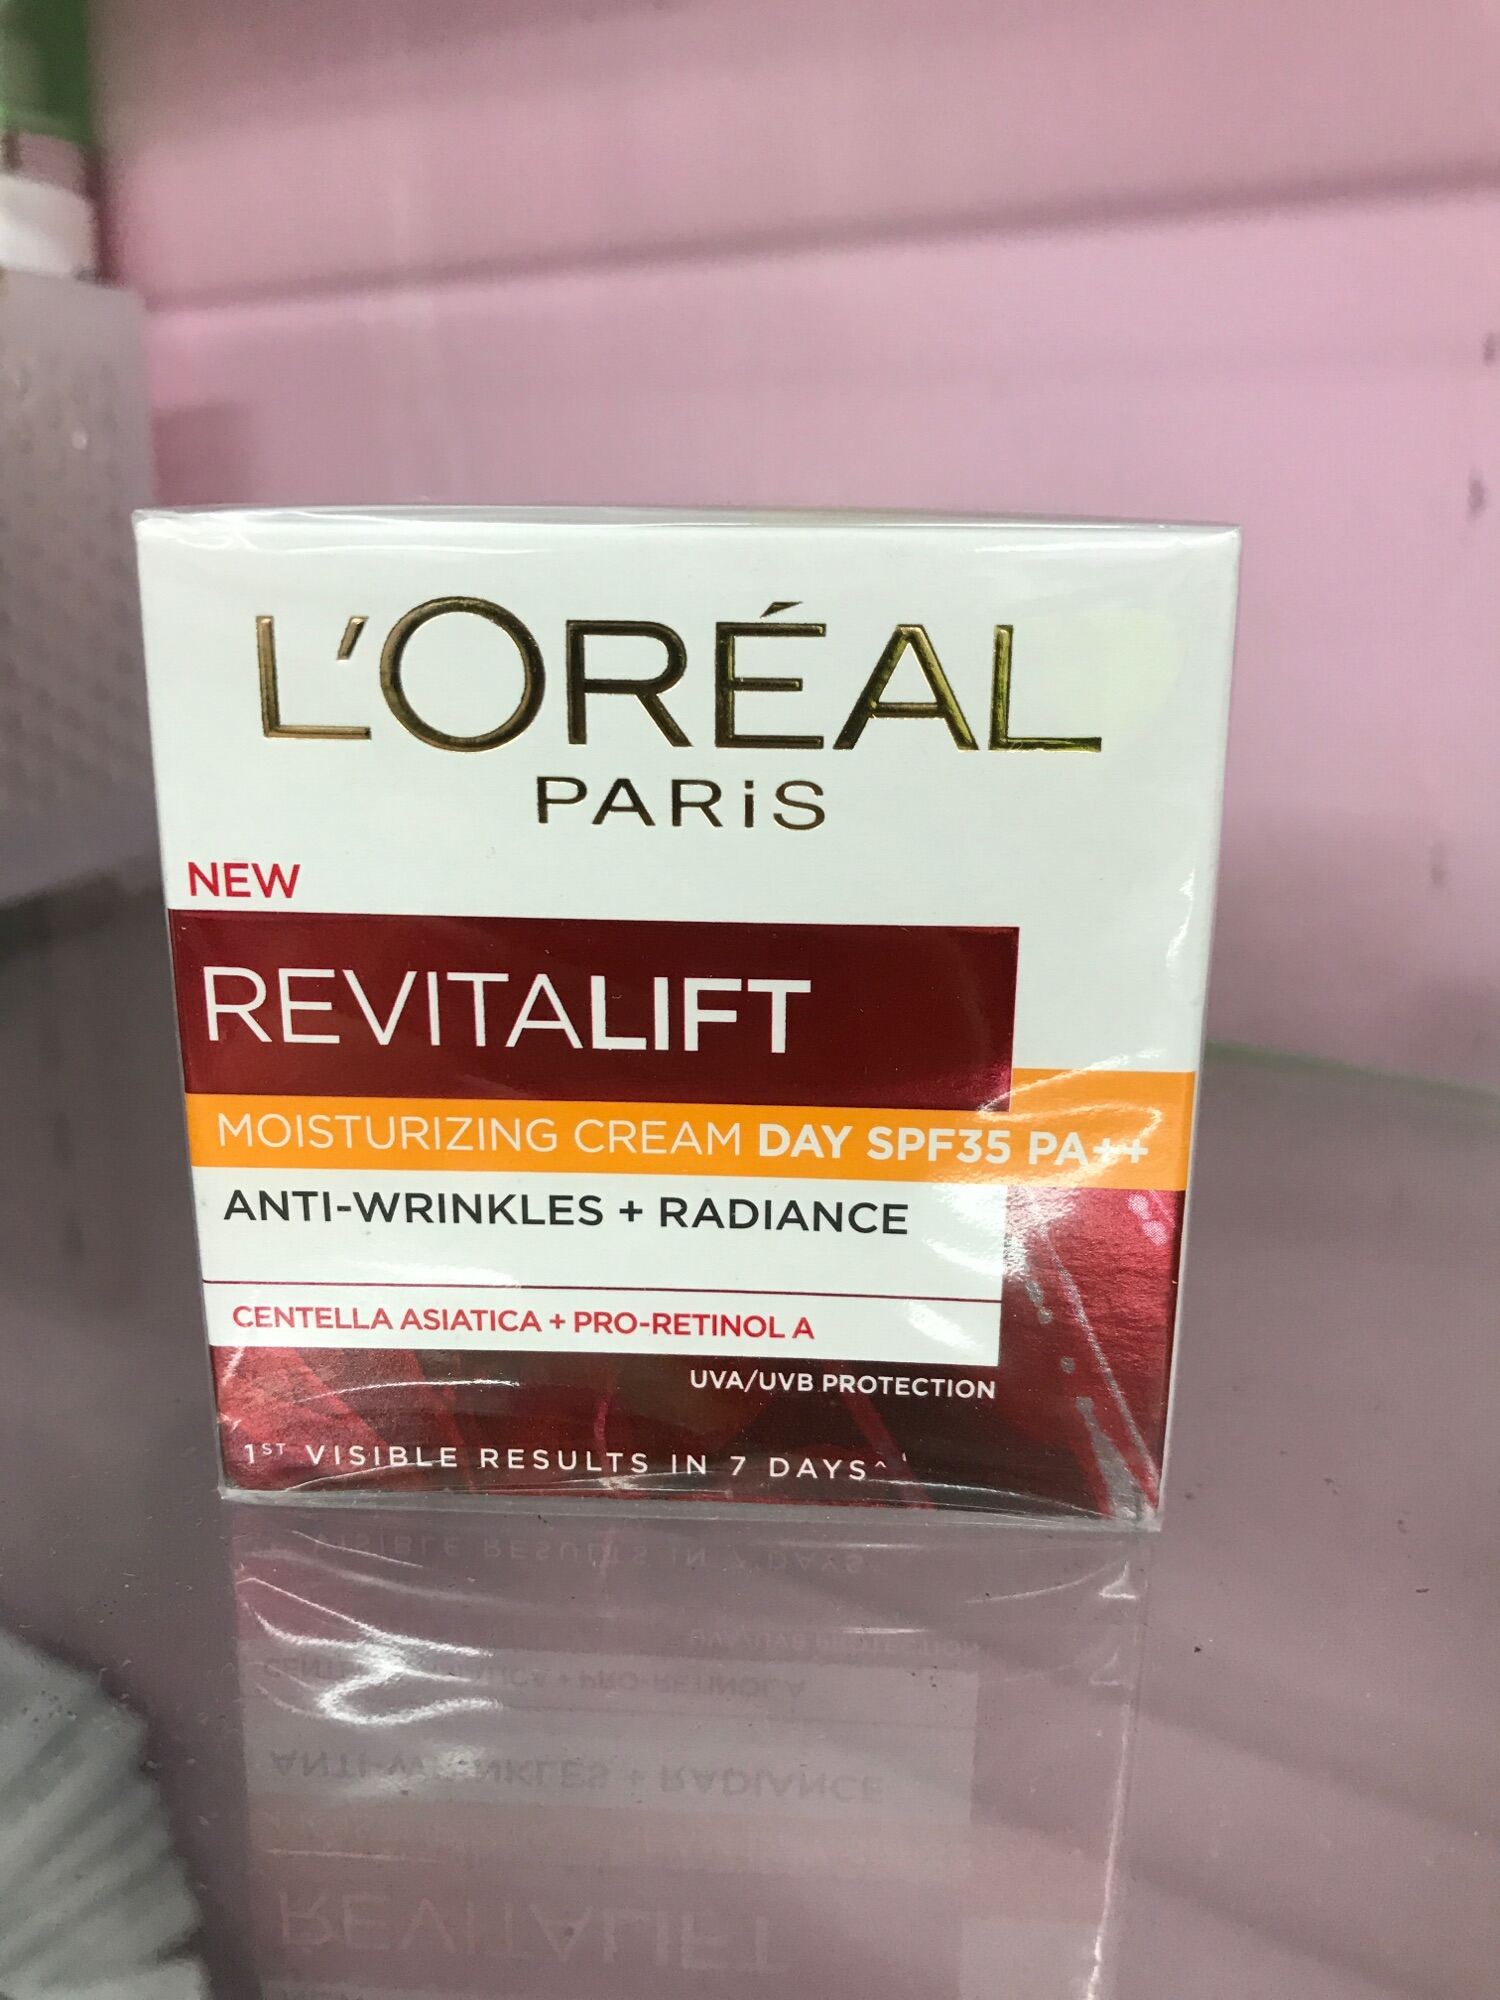 L'ORÉAL
PARiS
NEW
REVITALIFT
MOISTURIZING CREAM DAY SPF35 PA++
ANTI-WRINKLES + RADIANCE
CENTELLA ASIATICA + PRO-RETINOL A
UVA/UVB PROTECTION
1ST VISIBLE RESULTS IN 7 DAYS^